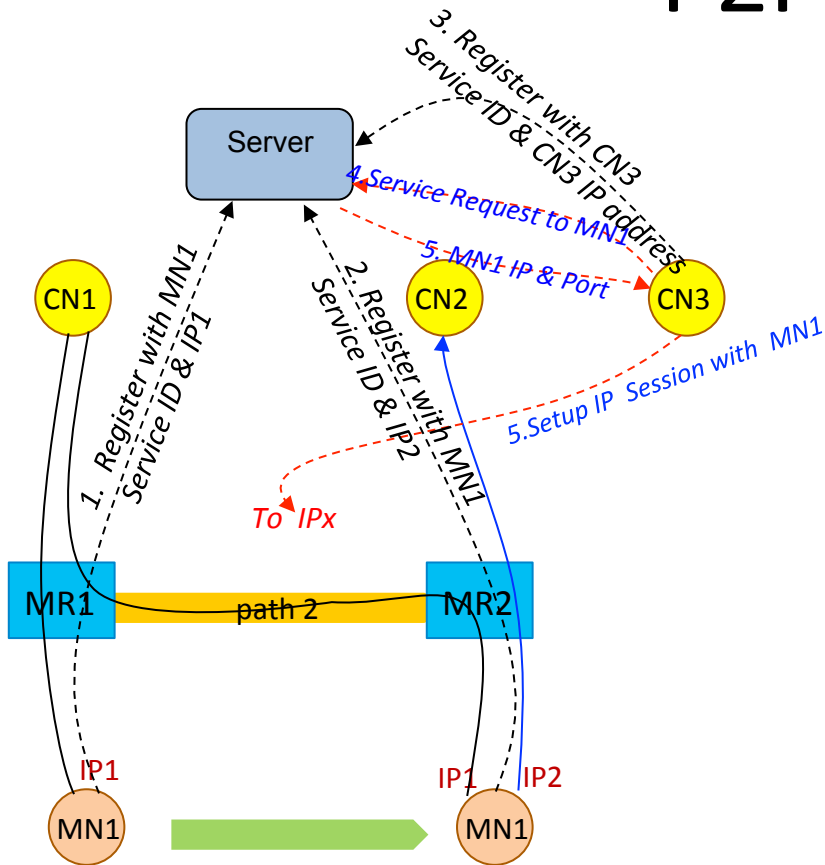 3. Register with CN3
Service ID & CN3 IP address
Server
4.Service Request to MN1
5. MN1 IP & Port
CN1
CN2
CN3
1. Register with MN1
Service ID & IP1
2. Register with MN1
Service ID & IP2
5.Setup IP Session with MN1
To IPx
MR1
path 2
MR2
IP1
IP1
IP2
MN1
MN1